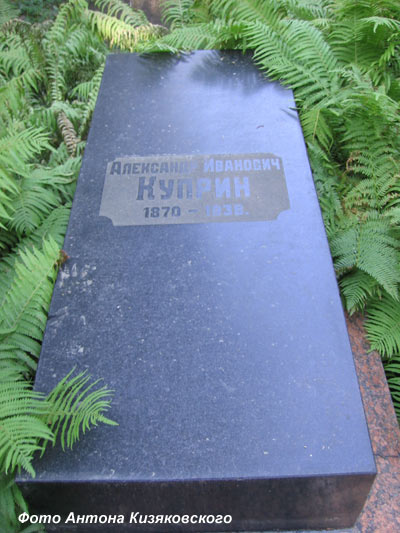 Александр Иванович
Куприн
1870 – 1938.
Фото Антона Кизяковского